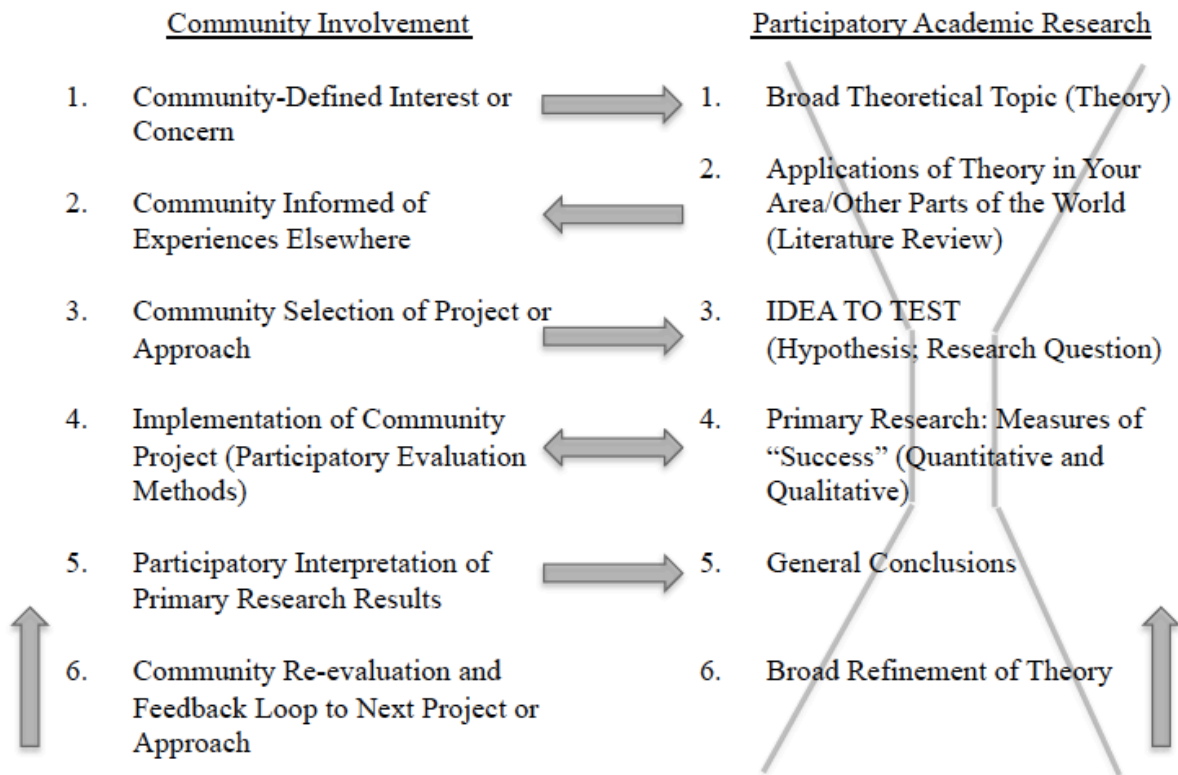 Community Involvement
Participatory Academic Research
1. Community-Defined Interest or
Concern
1. Broad Theoretical Topic (Theory)
2. Community Informed of
Experiences Elsewhere
2. Applications of Theory in Your
Area/Other Parts of the World
(Literature Review)
3. Community Selection of Project or
Approach
3. IDEA TO TEST
(Hypothesis; Research Question)
4. Implementation of Community
Project (Participatory Evaluation
Methods)
4. Primary Research: Measures of
“Success” (Quantitative and
Qualitative)
5. Participatory Interpretation of
Primary Research Results
5. General Conclusions
6. Community Re-evaluation and
Feedback Loop to Next Project or
Approach
6. Broad Refinement of Theory